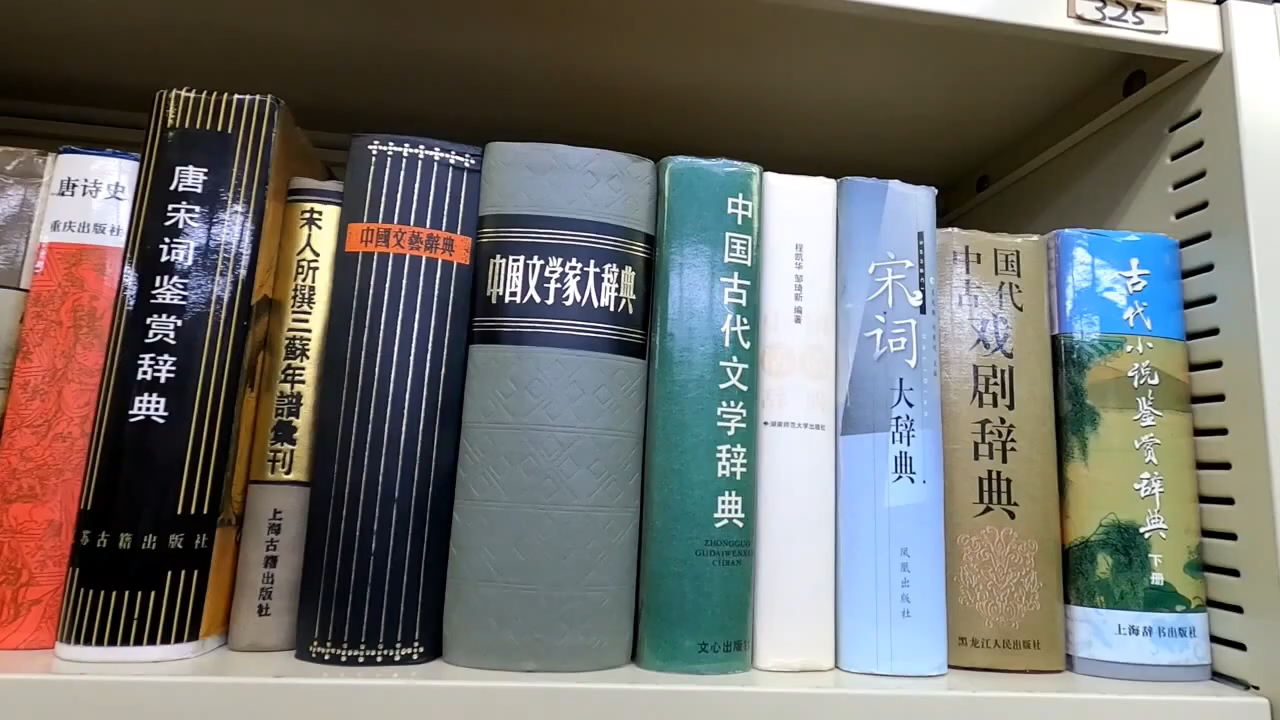 325
唐诗史
重庆出版社
唐宋词鉴赏辞典
苏古籍出版社
宋人所撰三蘇年譜彙刊
上海古籍出版社
中國文藝辭典
中国文学家大辞典
中国古代文学辞典
ZHONGGUO
GUDAIWENXUE
CIDIAN
文心出版社
程凯华 邹琦新 编著
湖南师范大学出版社
宋词
大辞典
凤凰出版社
中国
古代
戏剧辞典
黑龙江人民出版社
古代小说鉴赏辞典
下册
上海辞书出版社